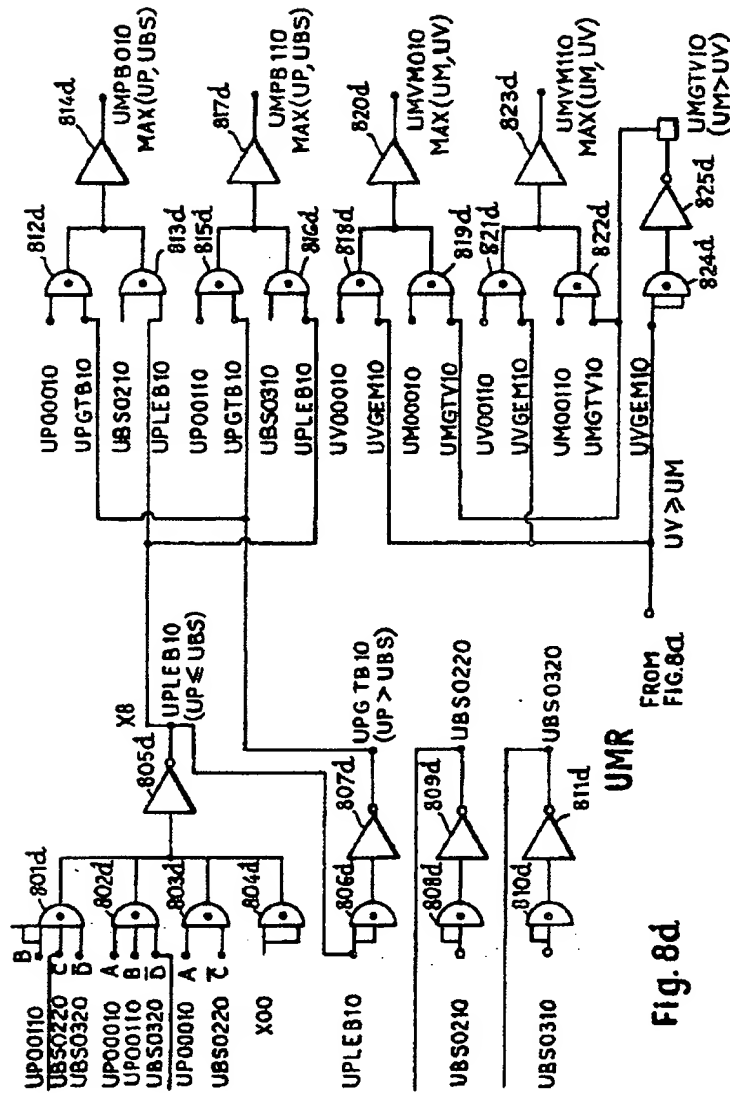 UP00110 B 801d
UBS0220 C̅
UBS0320 D̅
UP00010 A 802d
UP00110 B
UBS0320 D̅
UP00010 A 803d
UBS0220 C̅
X00 804d
805d X8
UPLEB10
(UP ≤ UBS)
UPLEB10 806d 807d
UPGTB10
(UP > UBS)
UBS0210 808d 809d UBS0220
UBS0310 810d 811d UBS0320
UMR
FROM
FIG.8a
UV ≥ UM
UP00010 812d
UPGTB10
UBS0210 813d
UPLEB10
814d
UMPB010
MAX(UP, UBS)
UP00110 815d
UPGTB10
UBS0310 816d
UPLEB10
817d
UMPB110
MAX(UP, UBS)
UV00010 818d
UVGEM10
UM00010 819d
UMGTV10
820d
UMVM010
MAX(UM, UV)
UV00110 821d
UVGEM10
UM00110 822d
UMGTV10
823d
UMVM110
MAX(UM, UV)
UVGEM10 824d 825d
UMGTV10
(UM>UV)
Fig. 8d